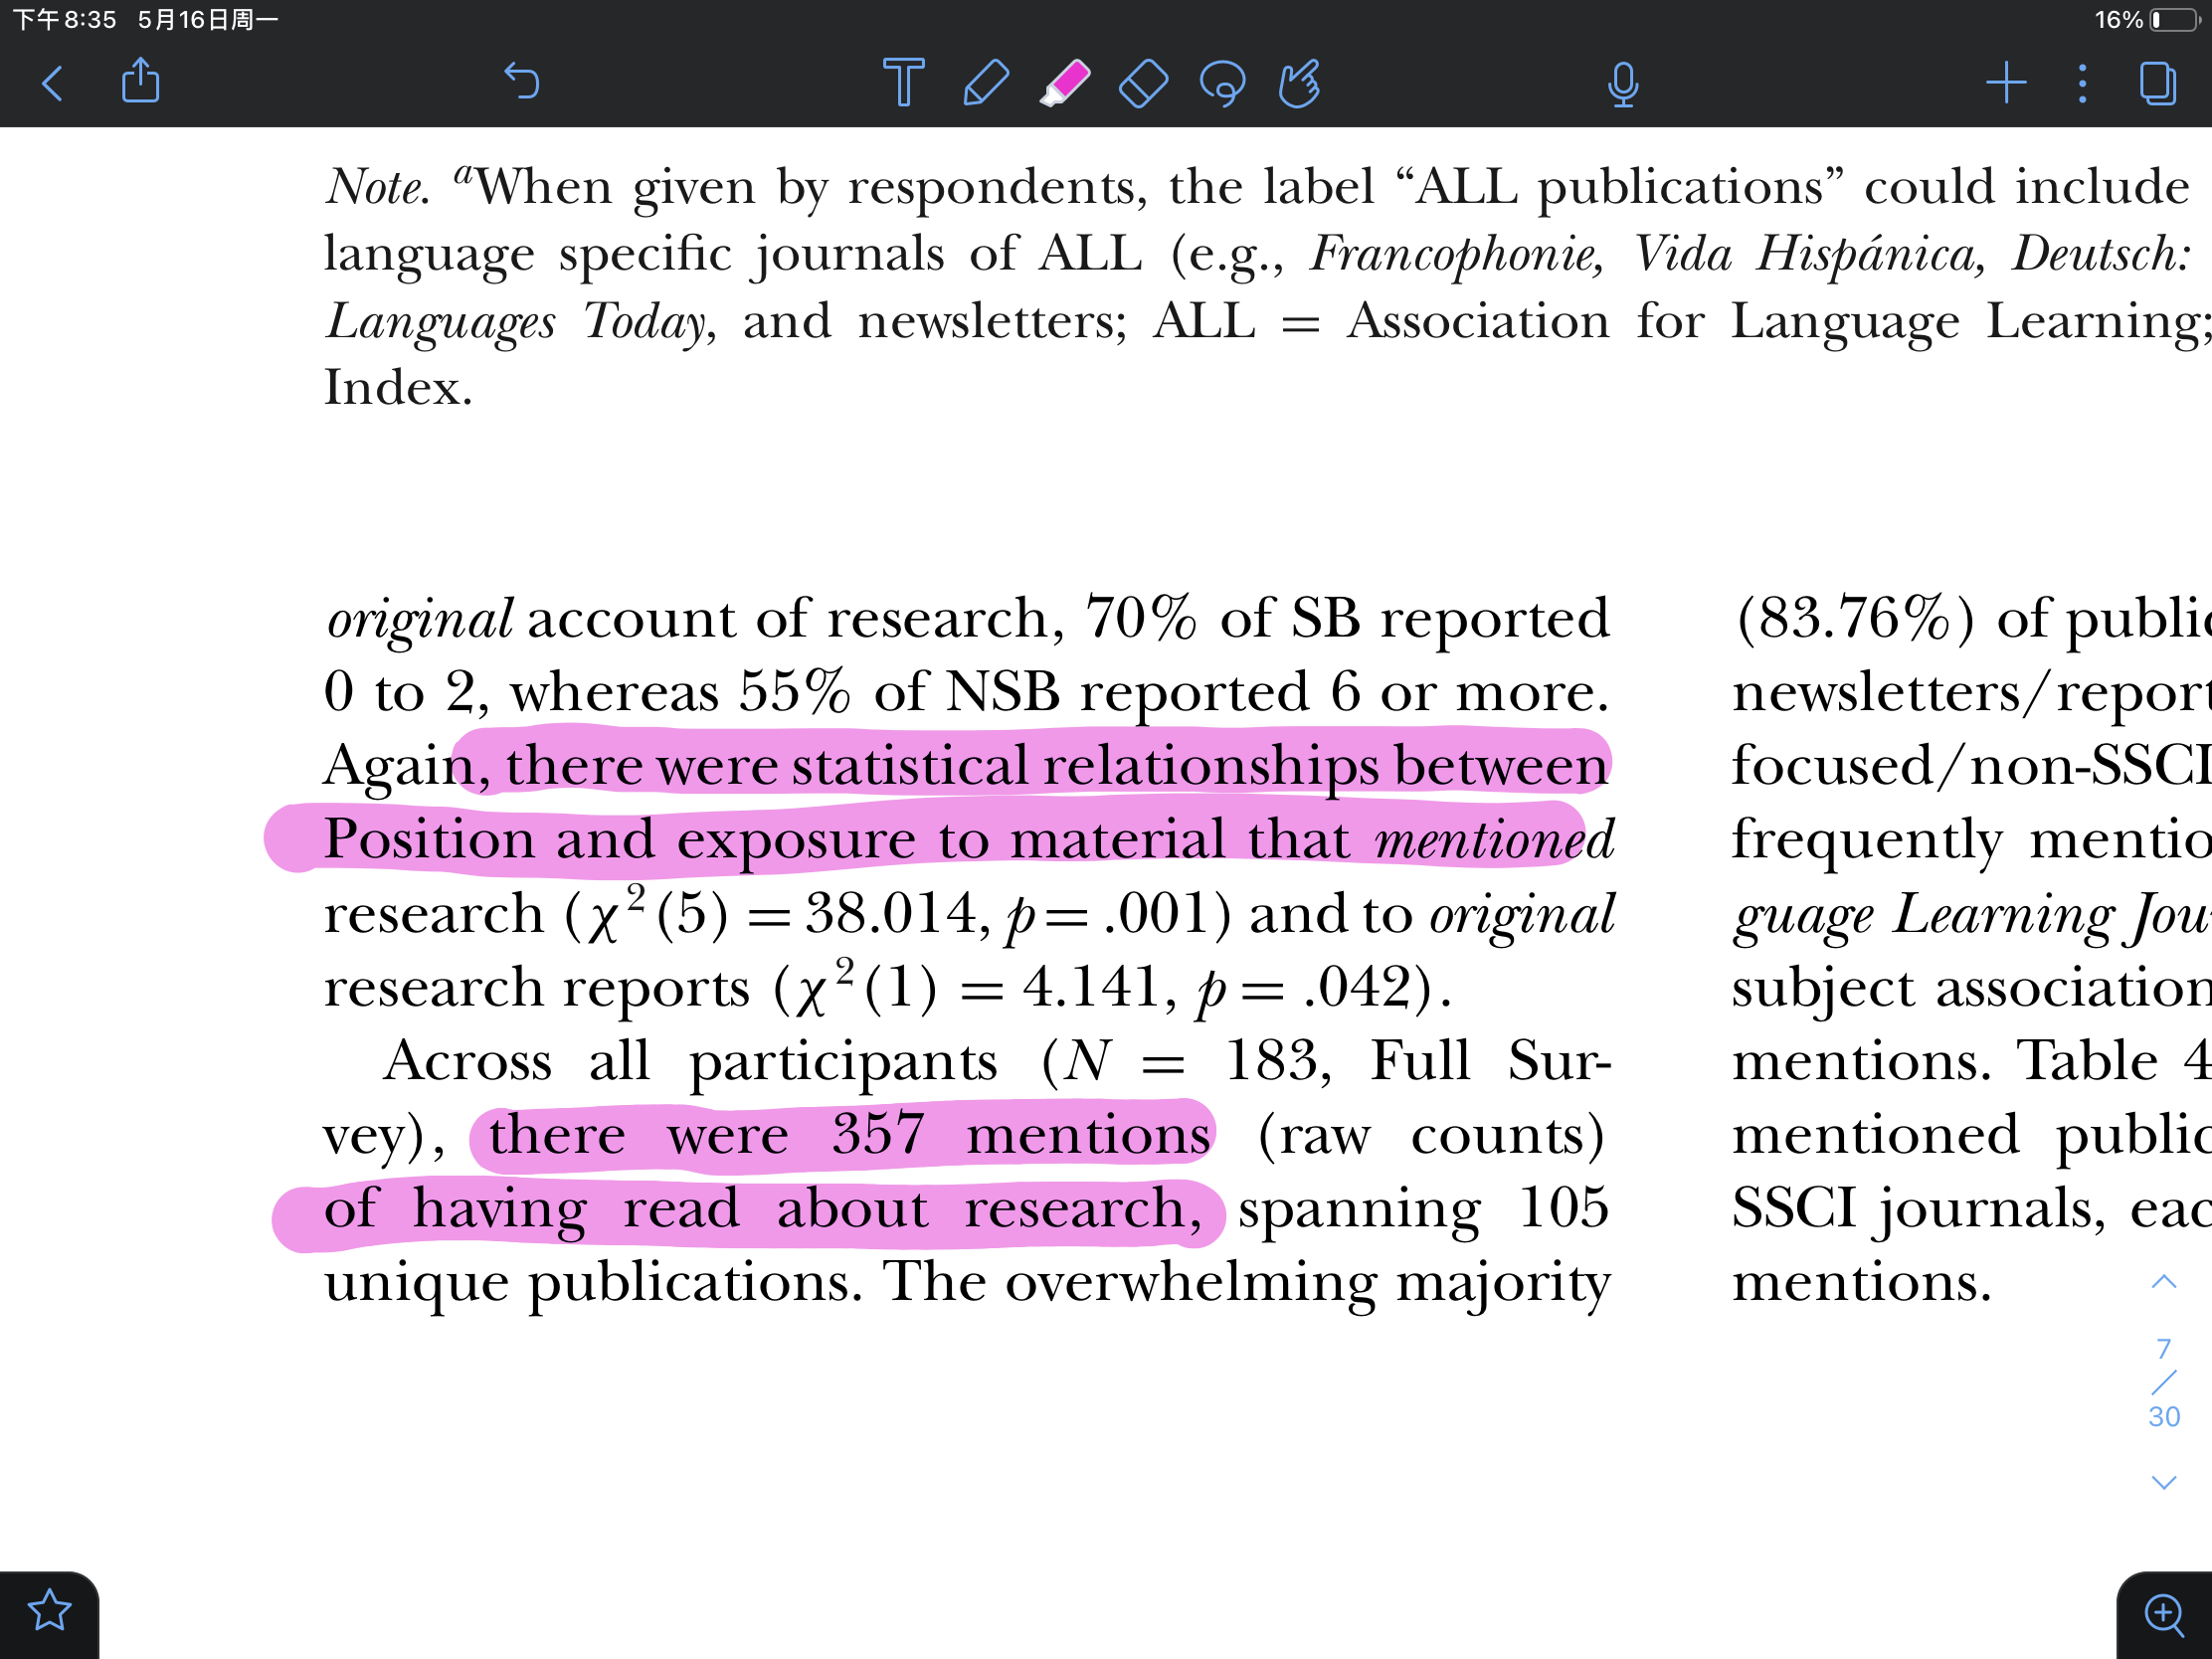 下午8:35 5月16日周一
16%
Note. aWhen given by respondents, the label “ALL publications” could include
language specific journals of ALL (e.g., Francophonie, Vida Hispánica, Deutsch:
Languages Today, and newsletters; ALL = Association for Language Learning;
Index.
original account of research, 70% of SB reported
0 to 2, whereas 55% of NSB reported 6 or more.
Again, there were statistical relationships between
Position and exposure to material that mentioned
research (χ²(5) = 38.014, p = .001) and to original
research reports (χ²(1) = 4.141, p = .042).
Across all participants (N = 183, Full Sur-
vey), there were 357 mentions (raw counts)
of having read about research, spanning 105
unique publications. The overwhelming majority
(83.76%) of
newsletters/
focused/non-SSCI
frequently
guage Learning
subject
mentions. Table 4
mentioned
SSCI journals,
mentions.
7
/
30